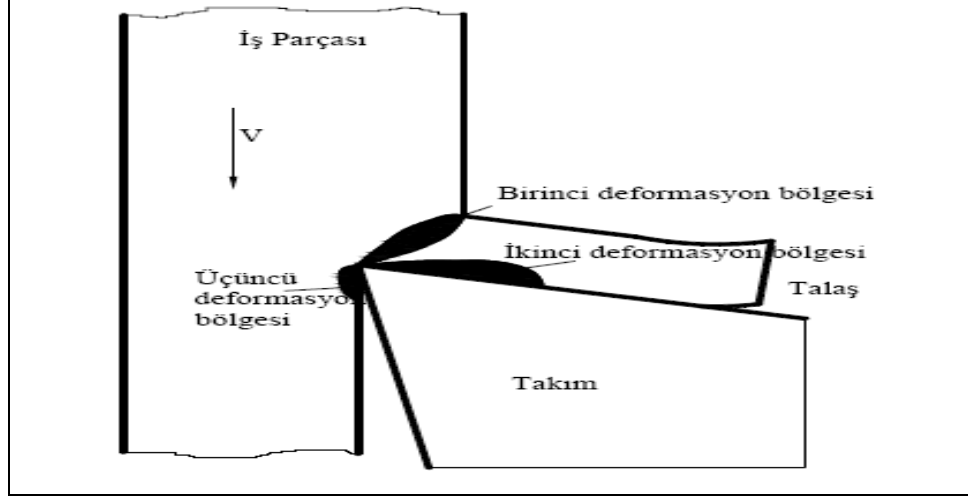 İş Parçası
V
Birinci deformasyon bölgesi
İkinci deformasyon bölgesi
Üçüncü
deformasyon
bölgesi
Talaş
Takım